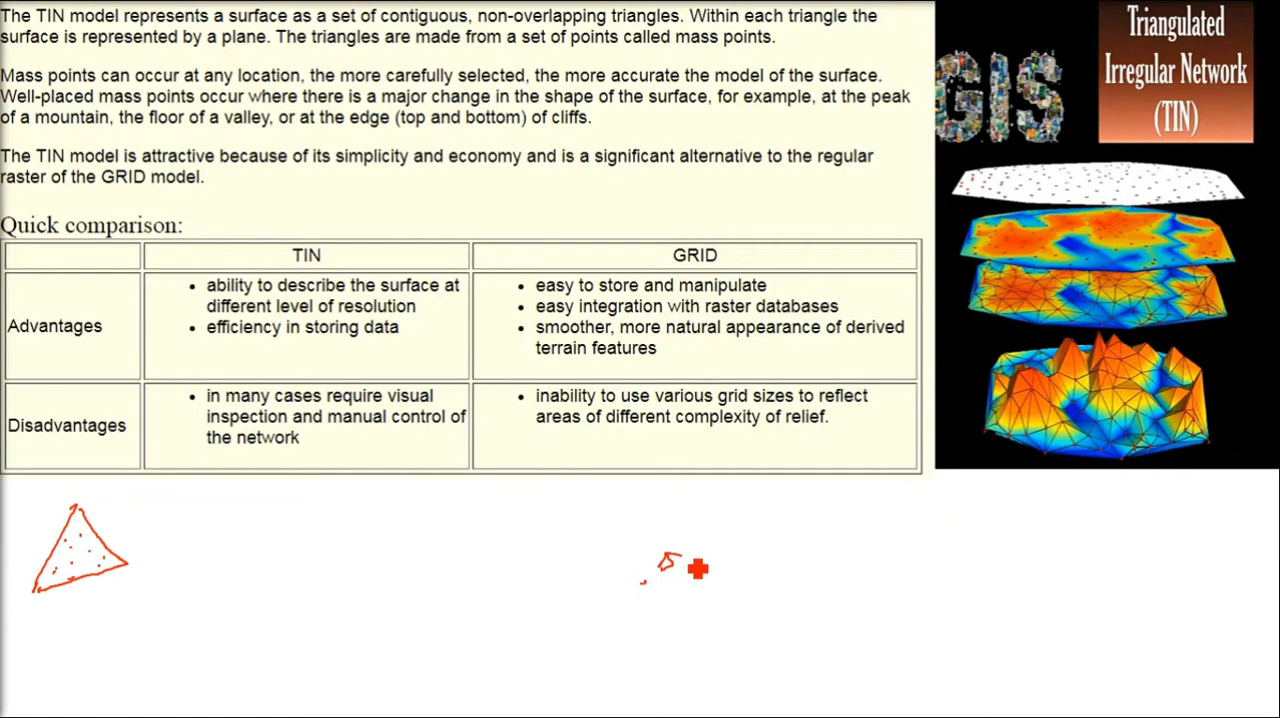 The TIN model represents a surface as a set of contiguous, non-overlapping triangles. Within each triangle the
surface is represented by a plane. The triangles are made from a set of points called mass points.
Mass points can occur at any location, the more carefully selected, the more accurate the model of the surface.
Well-placed mass points occur where there is a major change in the shape of the surface, for example, at the peak
of a mountain, the floor of a valley, or at the edge (top and bottom) of cliffs.
The TIN model is attractive because of its simplicity and economy and is a significant alternative to the regular
raster of the GRID model.
Quick comparison:
TIN
GRID
Advantages
• ability to describe the surface at
different level of resolution
• efficiency in storing data
• easy to store and manipulate
• easy integration with raster databases
• smoother, more natural appearance of derived
terrain features
Disadvantages
• in many cases require visual
inspection and manual control of
the network
• inability to use various grid sizes to reflect
areas of different complexity of relief.
GIS
Triangulated
Irregular Network
(TIN)